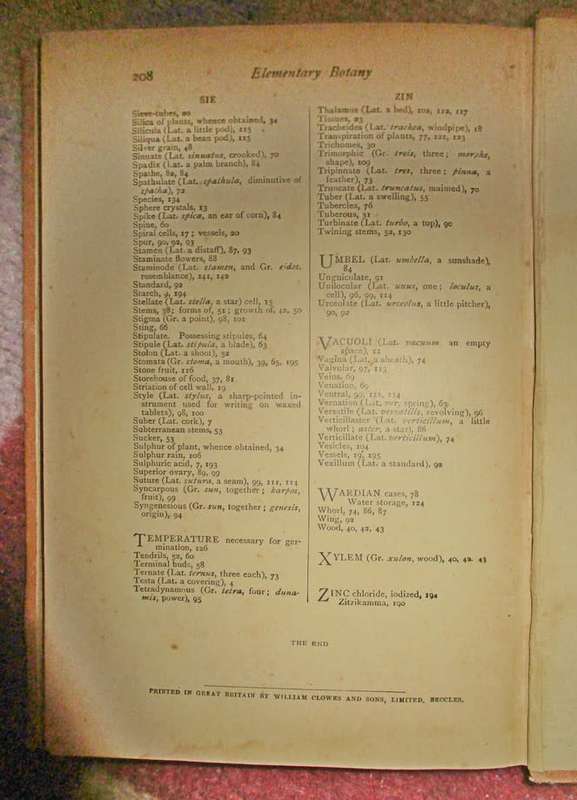 208
Elementary Botany
SIE
Sieve-tubes, 20
Silica of plants, whence obtained, 34
Silicula (Lat. a little pod), 115
Siliqua (Lat. a bean pod), 115
Silver grain, 48
Sinuate (Lat. sinuatus, crooked), 70
Spadix (Lat. a palm branch), 84
Spathe, 82, 84
Spathulate (Lat. spathula, diminutive of
spatha), 72
Species, 134
Sphere crystals, 13
Spike (Lat. spica, an ear of corn), 84
Spine, 60
Spiral cells, 17; vessels, 20
Spur, 90, 92, 93
Stamen (Lat. a distaff), 87, 93
Staminate flowers, 88
Staminode (Lat. stamen, and Gr. eidos,
resemblance), 141, 142
Standard, 92
Starch, 9, 194
Stellate (Lat. stella, a star) cell, 15
Stems, 38; forms of, 51; growth of, 42, 50
Stigma (Gr. a point), 98, 101
Sting, 66
Stipulate. Possessing stipules, 64
Stipule (Lat. stipula, a blade), 63
Stolon (Lat. a shoot), 52
Stomata (Gr. stoma, a mouth), 39, 65, 195
Stone fruit, 116
Storehouse of food, 37, 81
Striation of cell wall, 19
Style (Lat. stylus, a sharp-pointed in-
strument used for writing on waxed
tablets), 98, 100
Suber (Lat. cork), 7
Subterranean stems, 53
Sucker, 53
Sulphur of plant, whence obtained, 34
Sulphur rain, 106
Sulphuric acid, 7, 193
Superior ovary, 89, 99
Suture (Lat. sutura, a seam), 99, 111, 113
Syncarpous (Gr. sun, together; karpos,
fruit), 99
Syngenesious (Gr. sun, together; genesis,
origin), 94
TEMPERATURE necessary for ger-
mination, 126
Tendrils, 52, 60
Terminal buds, 58
Ternate (Lat. ternus, three each), 73
Testa (Lat. a covering), 4
Tetradynamous (Gr. tetra, four; duna-
mis, power), 95
ZIN
Thalamus (Lat. a bed), 102, 112, 117
Tissues, 23
Tracheides (Lat. trachea, windpipe), 18
Transpiration of plants, 77, 122, 123
Trichomes, 30
Trimorphic (Gr. treis, three; morphe,
shape), 109
Tripinnate (Lat. tres, three; pinna, a
feather), 73
Truncate (Lat. truncatus, maimed), 70
Tuber (Lat. a swelling), 55
Tubercles, 76
Tuberous, 31
Turbinate (Lat. turbo, a top), 90
Twining stems, 52, 130
UMBEL (Lat. umbella, a sunshade),
84
Unguiculate, 91
Unilocular (Lat. unus, one; loculus, a
cell), 96, 99, 114
Urceolate (Lat. urceolus, a little pitcher),
90, 92
VACUOLI (Lat. vacuum an empty
space), 12
Vagina (Lat. a sheath), 74
Valvular, 97, 113
Veins, 69
Venation, 69
Ventral, 99, 111, 114
Vernation (Lat. ver, spring), 63
Versatile (Lat. versatilis, revolving), 96
Verticillaster (Lat. verticillum, a little
whorl; aster, a star), 86
Verticillate (Lat. verticillum), 74
Vesicles, 104
Vessels, 19, 195
Vexillum (Lat. a standard), 92
WARDIAN cases, 78
Water storage, 124
Whorl, 74, 86, 87
Wing, 92
Wood, 40, 42, 43
XYLEM (Gr. xulon, wood), 40, 42, 43
ZINC chloride, iodized, 194
Zitzikamma, 190
THE END
PRINTED IN GREAT BRITAIN BY WILLIAM CLOWES AND SONS, LIMITED, BECCLES.